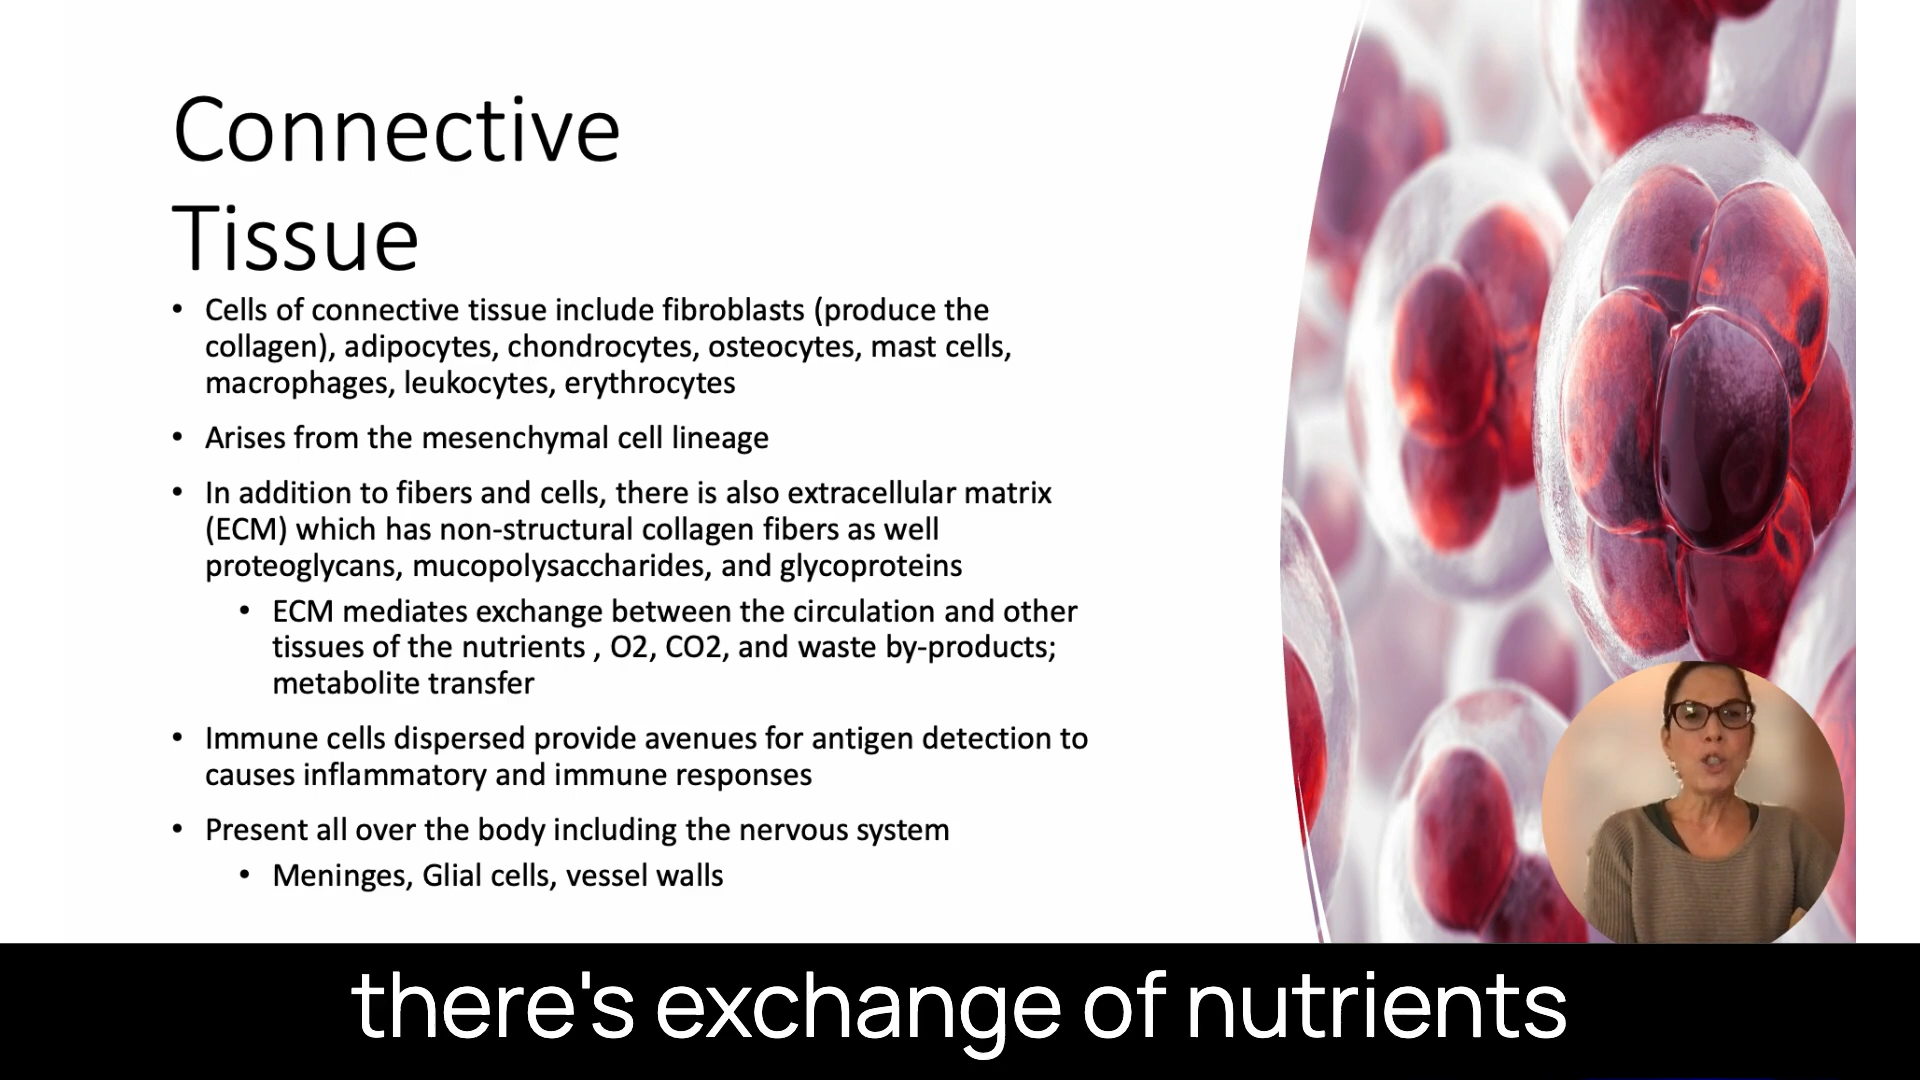 Connective
Tissue
• Cells of connective tissue include fibroblasts (produce the
collagen), adipocytes, chondrocytes, osteocytes, mast cells,
macrophages, leukocytes, erythrocytes
• Arises from the mesenchymal cell lineage
• In addition to fibers and cells, there is also extracellular matrix
(ECM) which has non-structural collagen fibers as well
proteoglycans, mucopolysaccharides, and glycoproteins
• ECM mediates exchange between the circulation and other
tissues of the nutrients , O2, CO2, and waste by-products;
metabolite transfer
• Immune cells dispersed provide avenues for antigen detection to
causes inflammatory and immune responses
• Present all over the body including the nervous system
• Meninges, Glial cells, vessel walls
there's exchange of nutrients